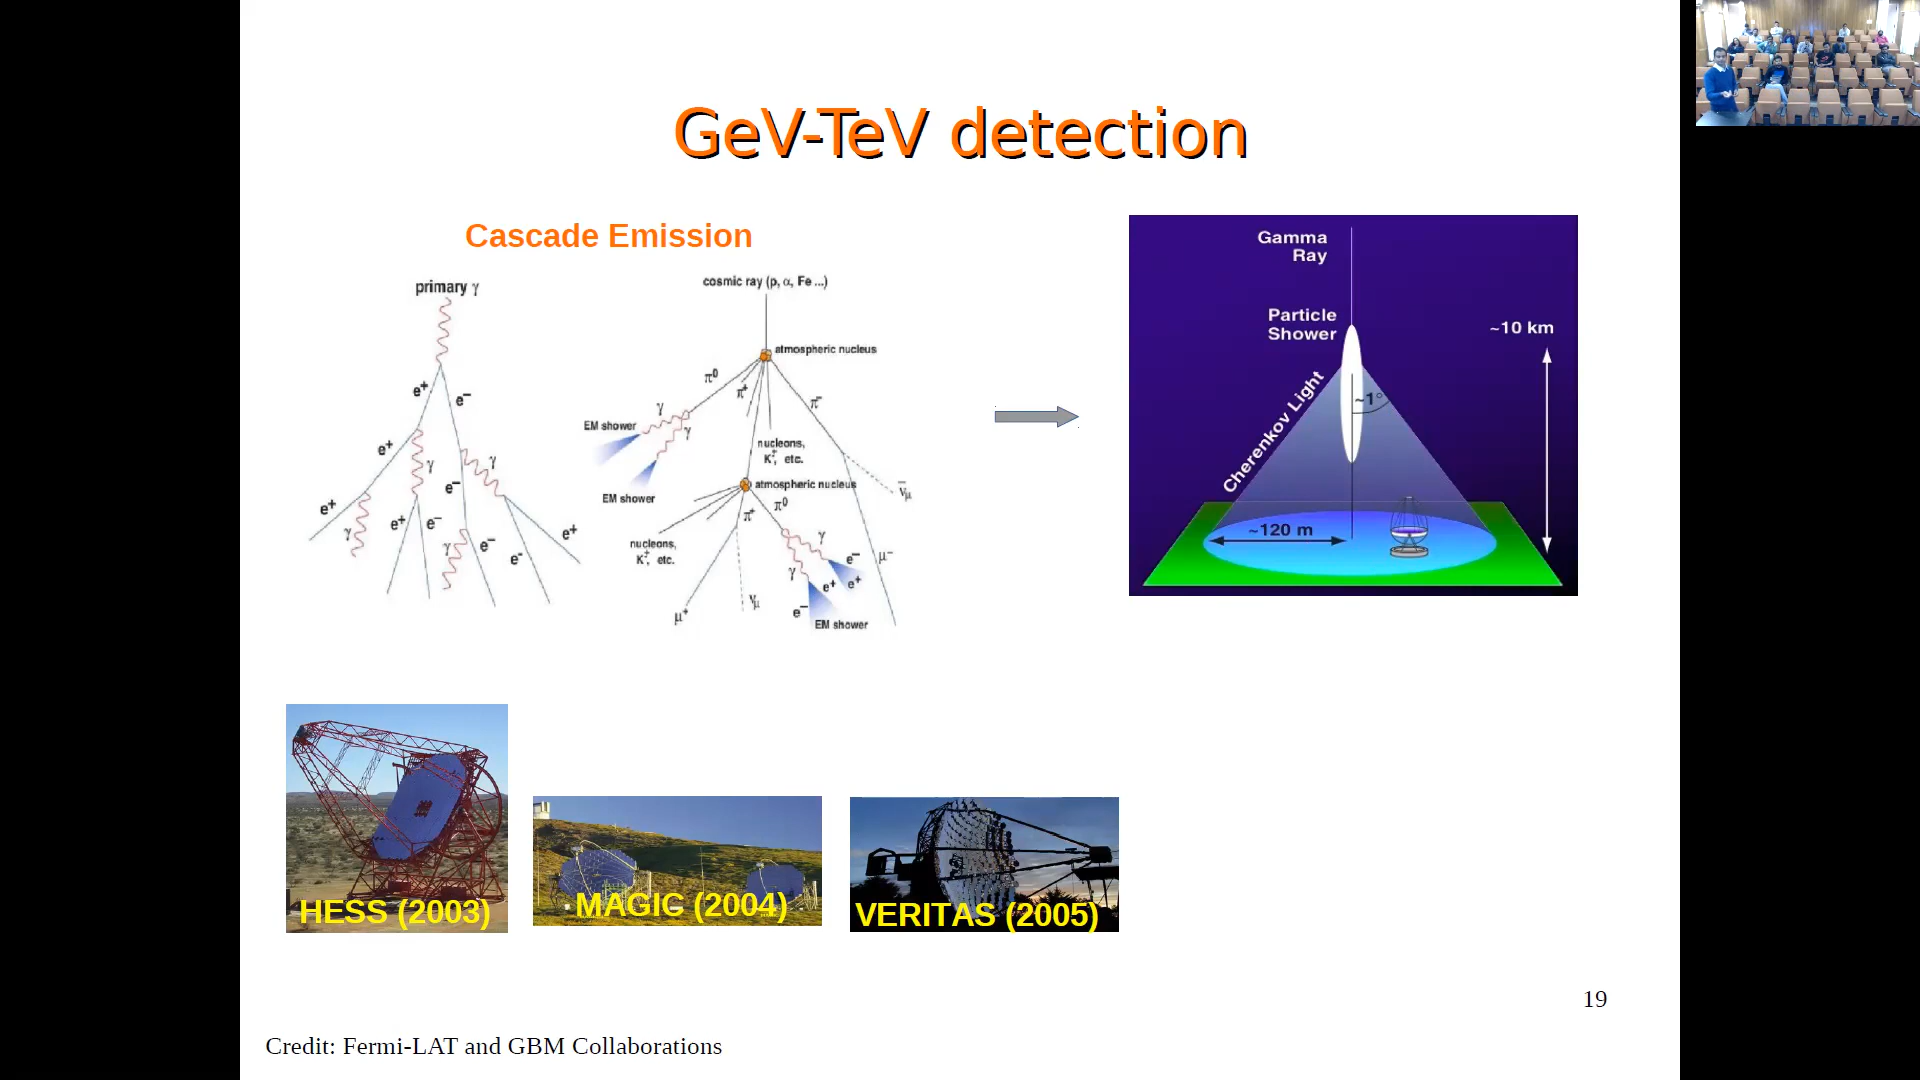 GeV-TeV detection
Cascade Emission
primary γ
e⁺
e⁻
e⁺
γ
γ
e⁻
e⁺
γ
e⁺
e⁻
γ
e⁻
e⁻
e⁺
cosmic ray (p, α, Fe ...)
atmospheric nucleus
π⁰
π⁺
π⁻
γ
γ
EM shower
EM shower
nucleons,
K±, etc.
atmospheric nucleus
π⁺
π⁰
ν̄μ
nucleons,
K±, etc.
γ
γ
e⁻
e⁺
e⁺
e⁻
μ⁻
μ⁺
νμ
EM shower
Gamma
Ray
Particle
Shower
~10 km
~1°
Cherenkov Light
~120 m
HESS (2003)
MAGIC (2004)
VERITAS (2005)
19
Credit: Fermi-LAT and GBM Collaborations